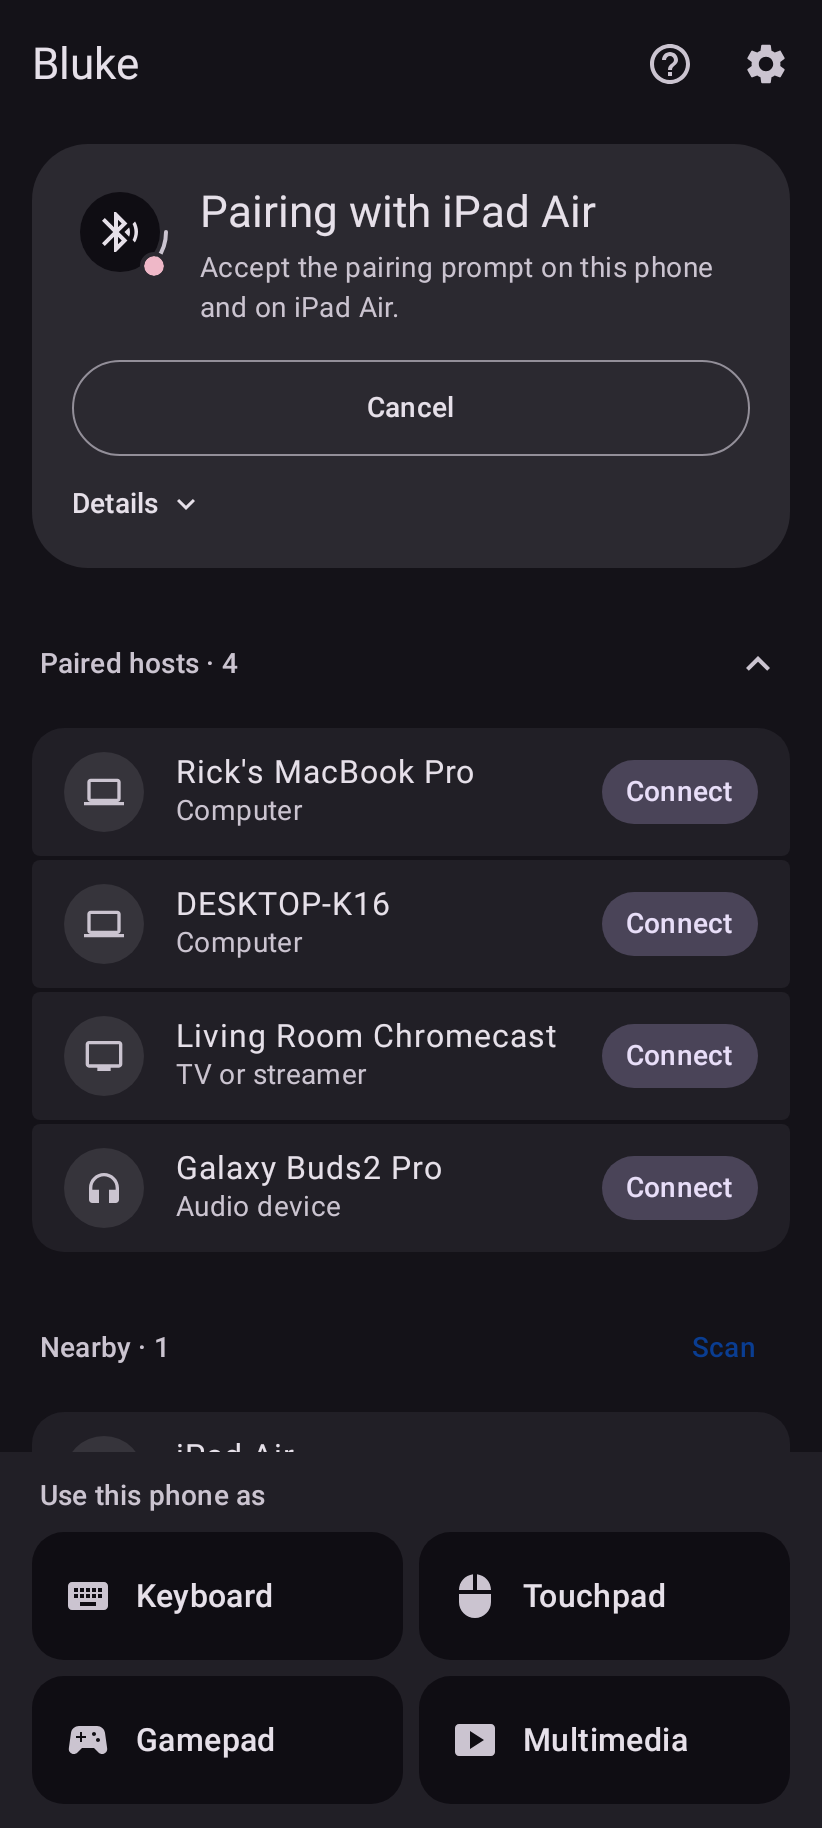 Bluke
Pairing with iPad Air
Accept the pairing prompt on this phone
and on iPad Air.
Cancel
Details
Paired hosts · 4
Rick's MacBook Pro
Computer
Connect
DESKTOP-K16
Computer
Connect
Living Room Chromecast
TV or streamer
Connect
Galaxy Buds2 Pro
Audio device
Connect
Nearby · 1
Scan
iPad Air
Use this phone as
Keyboard
Touchpad
Gamepad
Multimedia